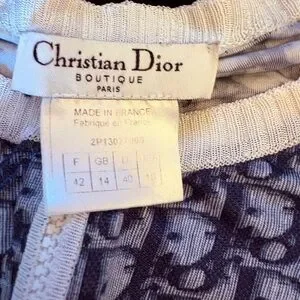 Christian Dior
BOUTIQUE
PARIS
MADE IN FRANCE
Fabriqué en France
F GB
42 14 40